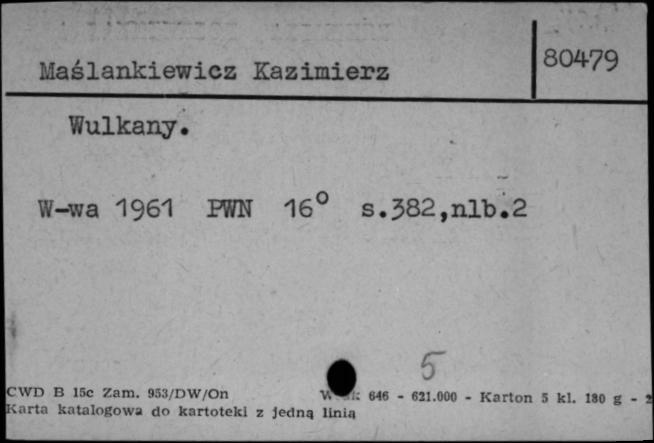 Maślankiewicz Kazimierz
80479
Wulkany.
W-wa 1961 PWN 16° s.382,nlb.2
5
CWD B 15c Zam. 953/DW/On 646 - 621.000 - Karton 5 kl. 180 g - 2
Karta katalogowa do kartoteki z jedną linią